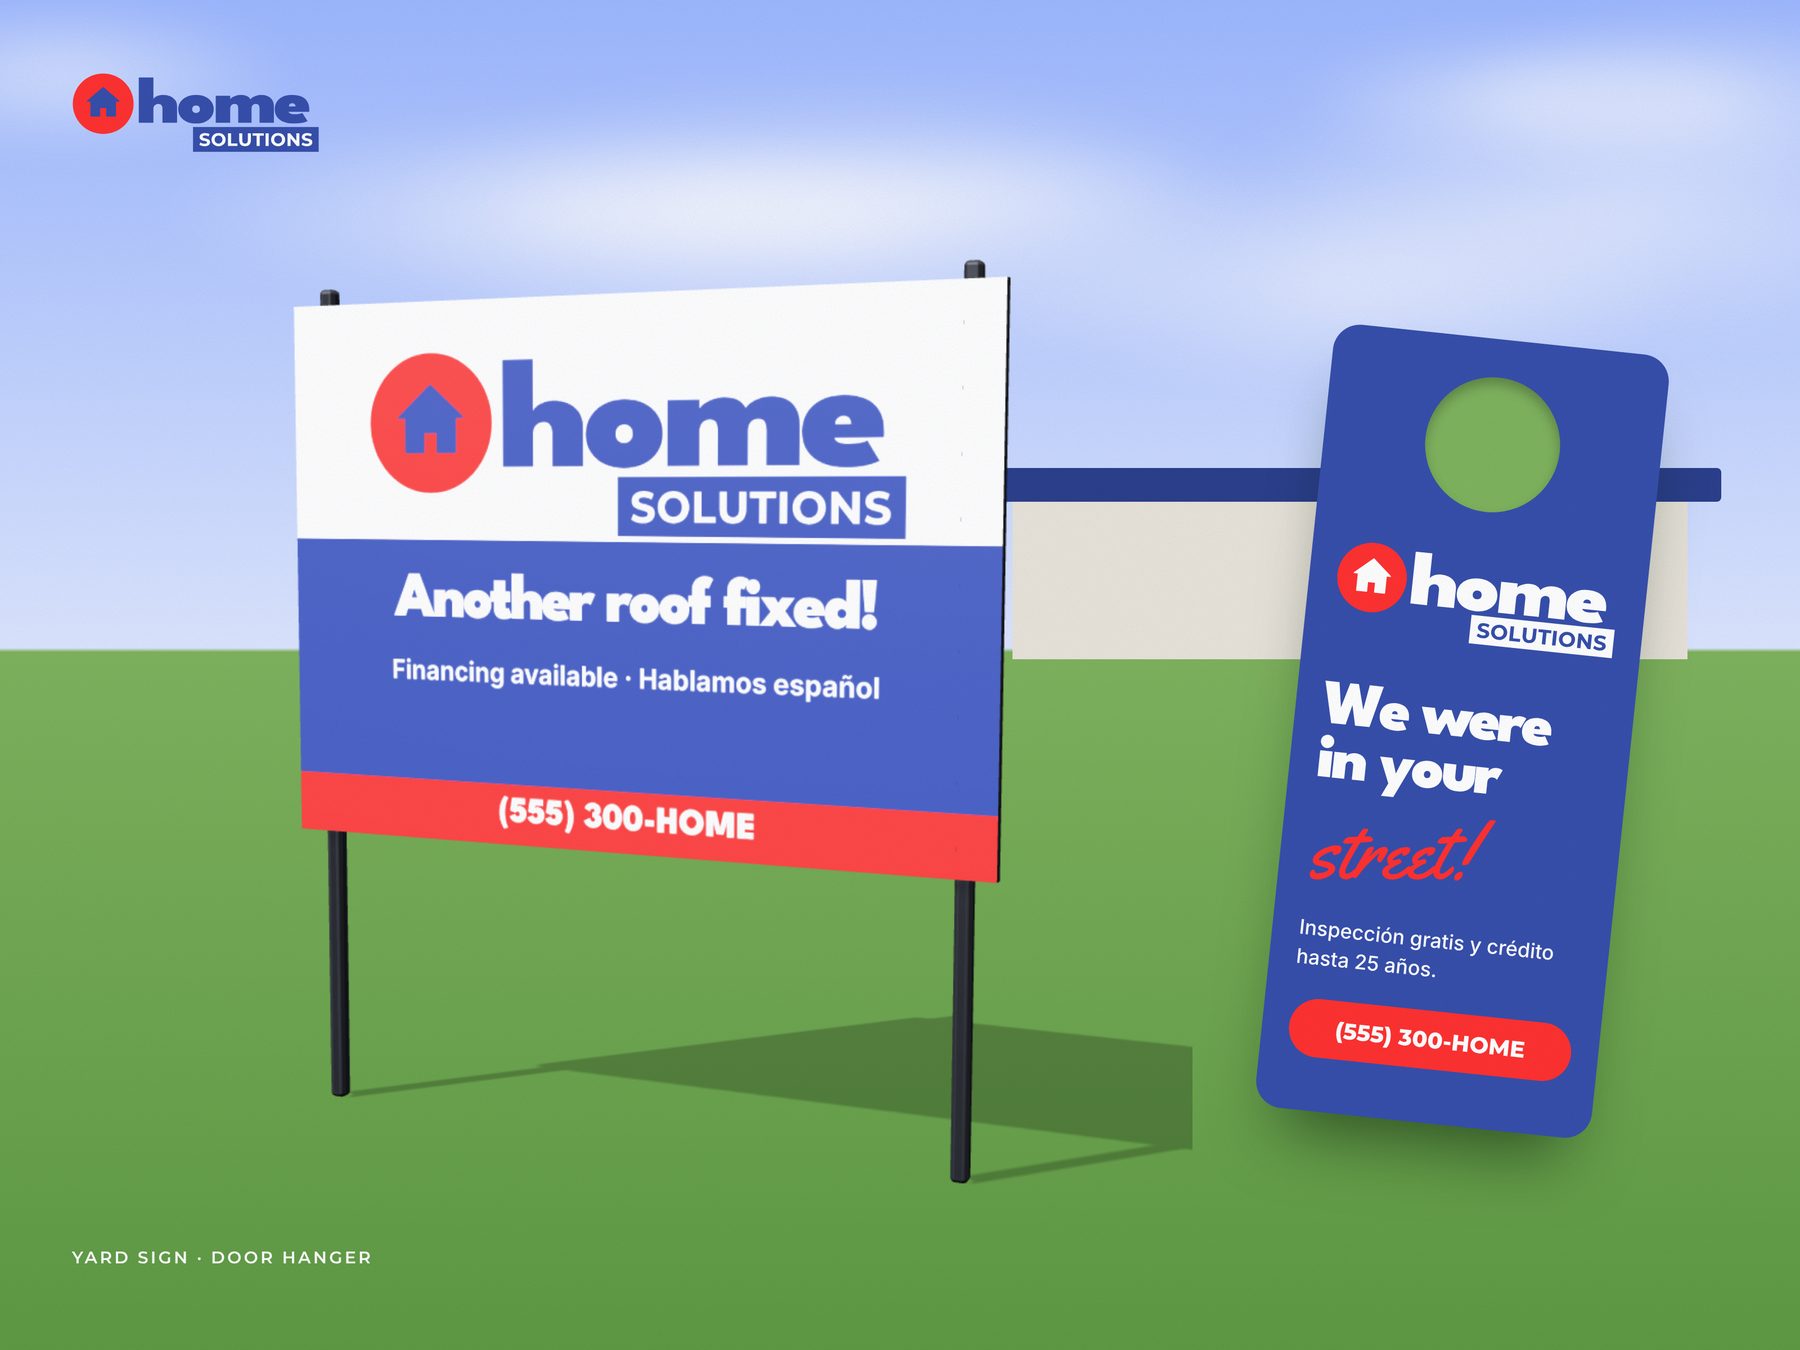 home
SOLUTIONS
home
SOLUTIONS
Another roof fixed!
Financing available · Hablamos español
(555) 300-HOME
home
SOLUTIONS
We were
in your
street!
Inspección gratis y crédito
hasta 25 años.
(555) 300-HOME
YARD SIGN · DOOR HANGER